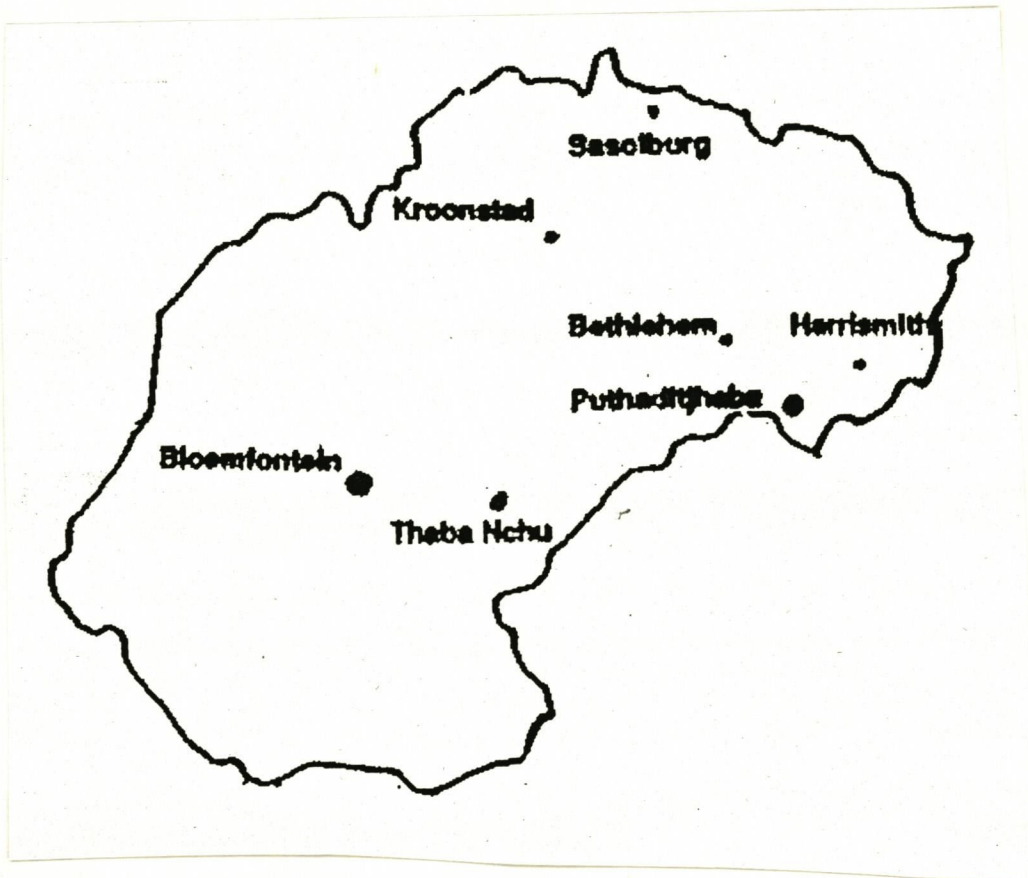 Sasolburg
Kroonstad
Bethlehem
Harrismith
Puthaditjhaba
Bloemfontein
Thaba Nchu